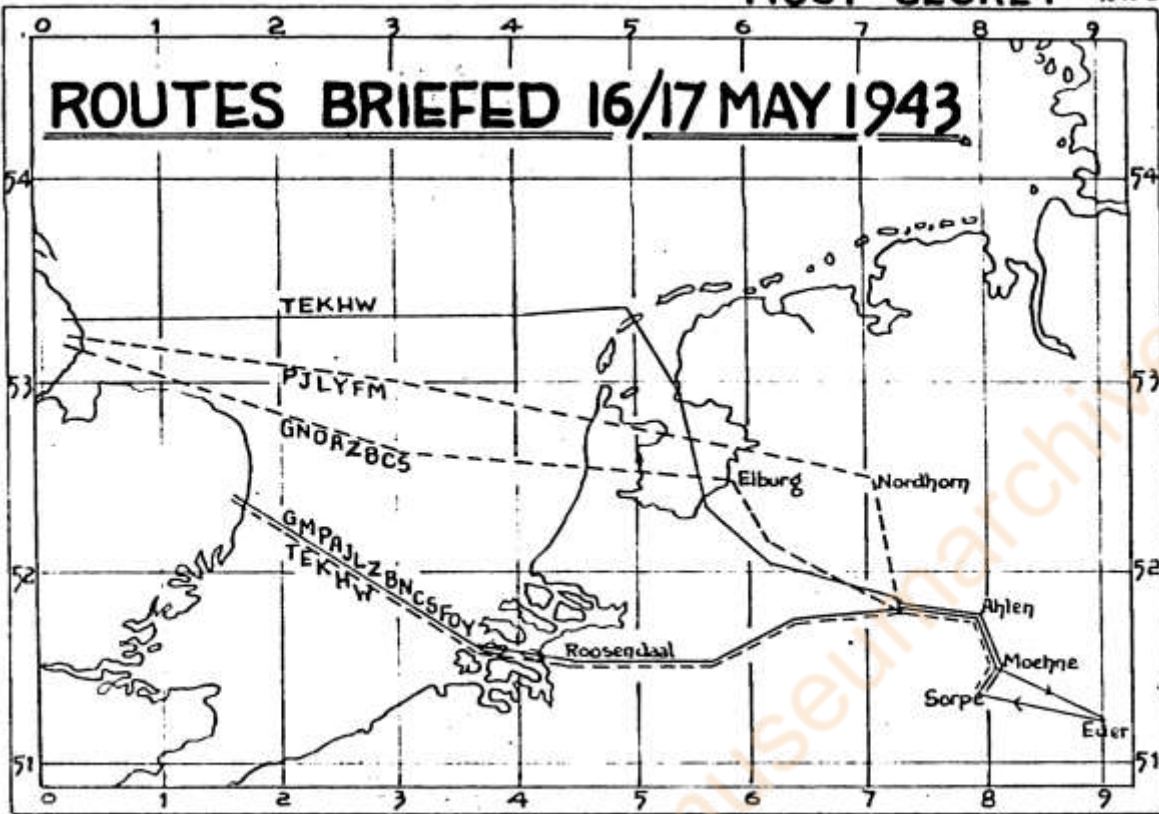 MOST SECRET
0 1 2 3 4 5 6 7 8 9
ROUTES BRIEFED 16/17 MAY 1943
54 54
TEKHW
53 53
PJLYFM
GNOAZBCS
Elburg
Nordhorn
GMPAJLZBNCSFOY
TEKHW
52 52
Ahlen
Roosendaal
Moehne
Sorpe
Eder
51 51
0 1 2 3 4 5 6 7 8 9
museumarchive